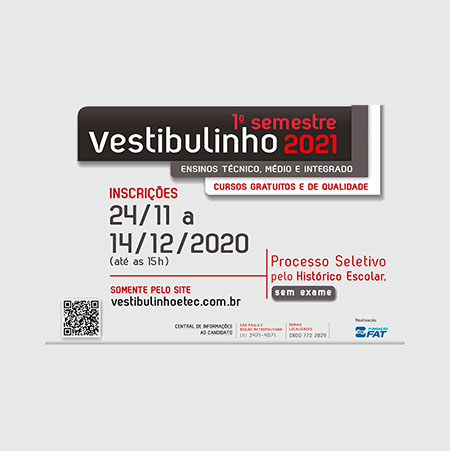 1º semestre
Vestibulinho 2021
ENSINOS TÉCNICO, MÉDIO E INTEGRADO
CURSOS GRATUITOS E DE QUALIDADE
INSCRIÇÕES
24/11 a
14/12/2020
(até as 15h)
Processo Seletivo
pelo Histórico Escolar,
sem exame
SOMENTE PELO SITE
vestibulinhoetec.com.br
CENTRAL DE INFORMAÇÕES
AO CANDIDATO
SÃO PAULO E
REGIÃO METROPOLITANA
(11) 3471-4071
DEMAIS
LOCALIDADES
0800 772 2829
Realização
FUNDAÇÃO
FAT